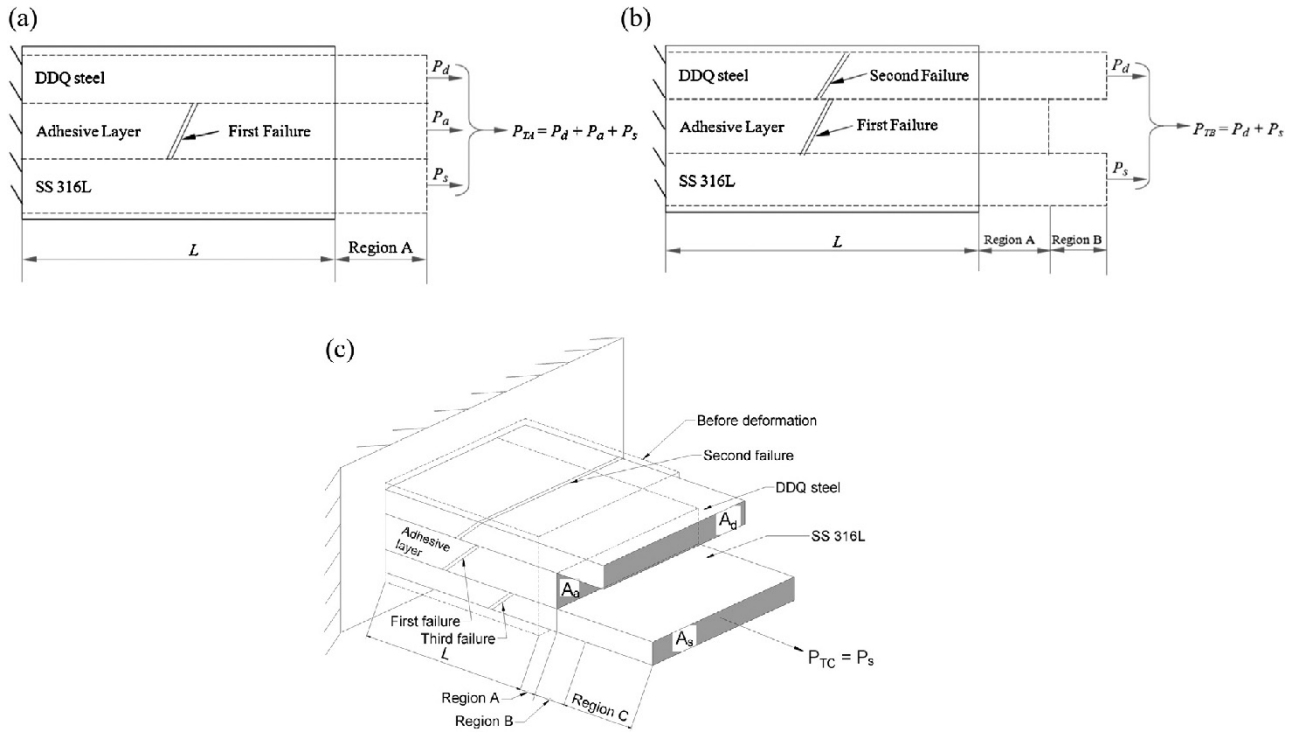 (a)
DDQ steel
Adhesive Layer
First Failure
SS 316L
P_d
P_a
P_s
P_TA = P_d + P_a + P_s
L
Region A
(b)
DDQ steel
Second Failure
Adhesive Layer
First Failure
SS 316L
P_d
P_s
P_TB = P_d + P_s
L
Region A
Region B
(c)
Before deformation
Second failure
DDQ steel
A_d
SS 316L
Adhesive
layer
A_a
First failure
Third failure
A_s
L
P_TC = P_s
Region A
Region B
Region C